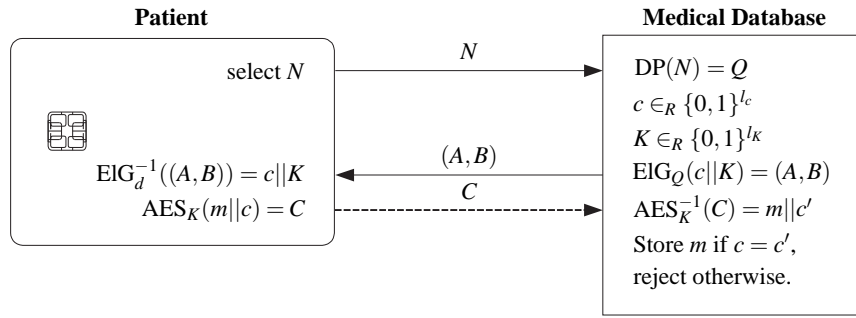 Patient
Medical Database
select N
N
DP(N) = Q
c ∈_R {0,1}^{l_c}
K ∈_R {0,1}^{l_K}
ElG_d^{-1}((A,B)) = c||K
(A,B)
ElG_Q(c||K) = (A,B)
AES_K(m||c) = C
C
AES_K^{-1}(C) = m||c′
Store m if c = c′,
reject otherwise.